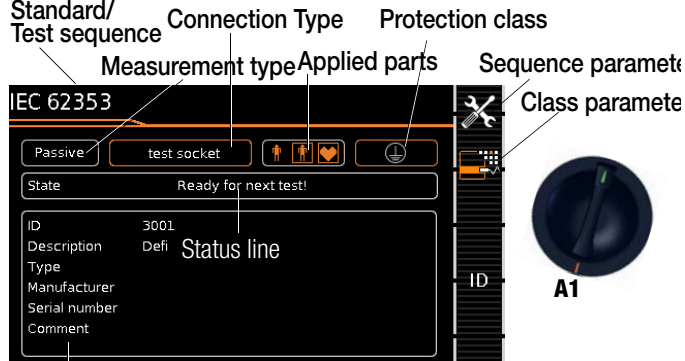 Standard/
Test sequence
Connection Type
Protection class
Measurement type
Applied parts
Sequence paramete
Class paramete
IEC 62353
Passive
test socket
State Ready for next test!
ID 3001
Description Defi
Status line
Type
Manufacturer
Serial number
Comment
ID
A1